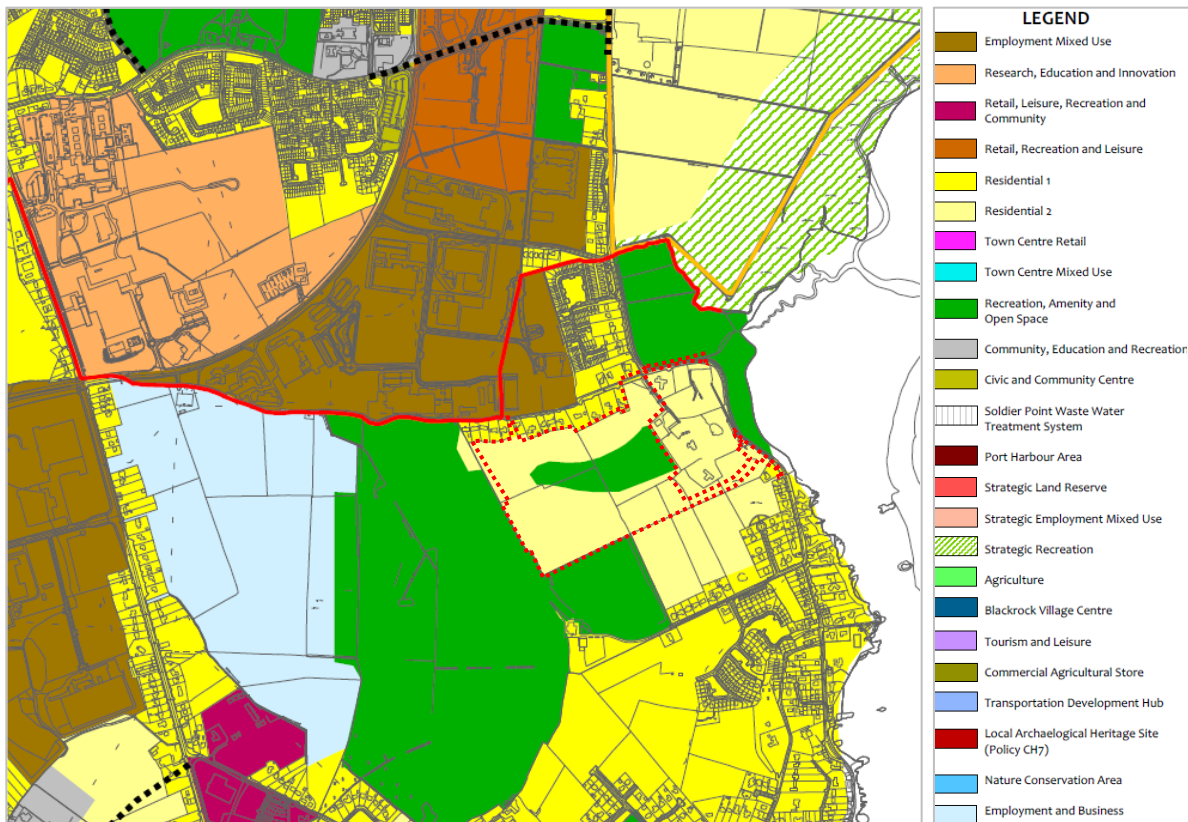 LEGEND
Employment Mixed Use
Research, Education and Innovation
Retail, Leisure, Recreation and
Community
Retail, Recreation and Leisure
Residential 1
Residential 2
Town Centre Retail
Town Centre Mixed Use
Recreation, Amenity and
Open Space
Community, Education and Recreation
Civic and Community Centre
Soldier Point Waste Water
Treatment System
Port Harbour Area
Strategic Land Reserve
Strategic Employment Mixed Use
Strategic Recreation
Agriculture
Blackrock Village Centre
Tourism and Leisure
Commercial Agricultural Store
Transportation Development Hub
Local Archaelogical Heritage Site
(Policy CH7)
Nature Conservation Area
Employment and Business